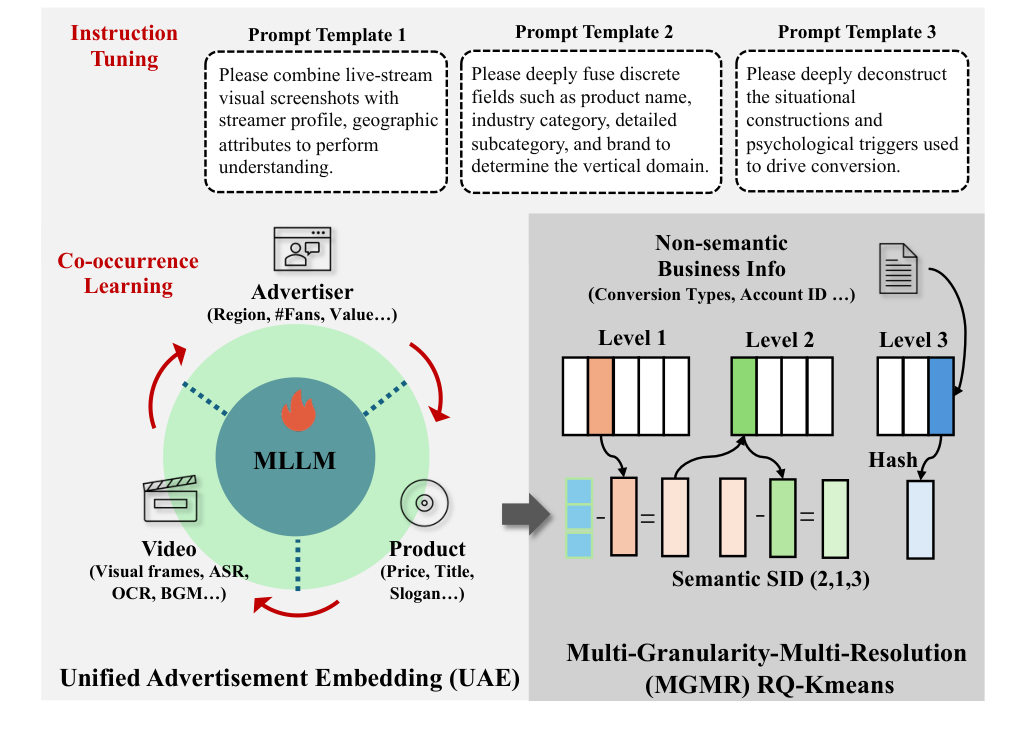 Instruction
Tuning
Prompt Template 1
Please combine live-stream
visual screenshots with
streamer profile, geographic
attributes to perform
understanding.
Prompt Template 2
Please deeply fuse discrete
fields such as product name,
industry category, detailed
subcategory, and brand to
determine the vertical domain.
Prompt Template 3
Please deeply deconstruct
the situational
constructions and
psychological triggers used
to drive conversion.
Co-occurrence
Learning
Advertiser
(Region, #Fans, Value…)
MLLM
Video
(Visual frames, ASR,
OCR, BGM…)
Product
(Price, Title,
Slogan…)
Unified Advertisement Embedding (UAE)
Non-semantic
Business Info
(Conversion Types, Account ID …)
Level 1
Level 2
Level 3
Hash
- =
- =
Semantic SID (2,1,3)
Multi-Granularity-Multi-Resolution
(MGMR) RQ-Kmeans